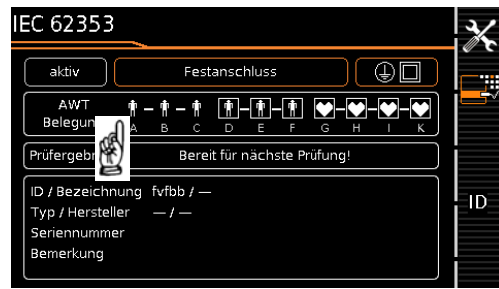 IEC 62353
aktiv
Festanschluss
AWT
Belegun
A B C D E F G H I K
Prüfergeb
Bereit für nächste Prüfung!
ID / Bezeichnung fvfbb / —
Typ / Hersteller — / —
Seriennummer
Bemerkung
ID